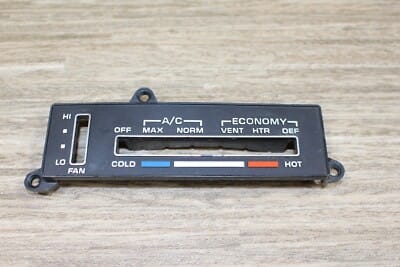 HI
A/C ECONOMY
OFF MAX NORM VENT HTR DEF
LO
COLD HOT
FAN